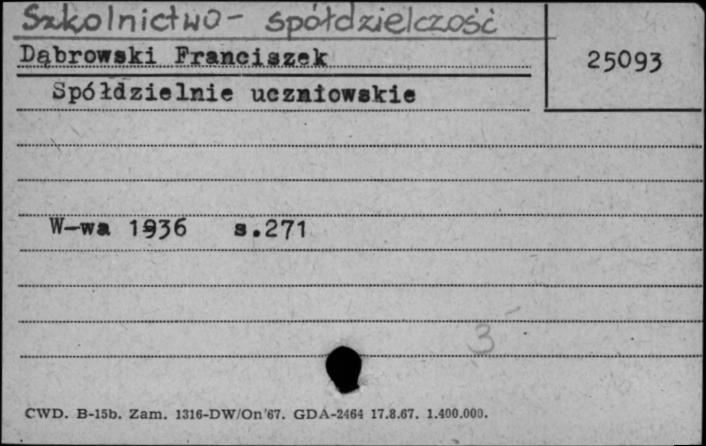 Szkolnictwo - spółdzielczość
Dąbrowski Franciszek
25093
Spółdzielnie uczniowskie
W-wa 1936 s.271
3
CWD. B-15b. Zam. 1316-DW/On 67. GDA-2464 17.8.67. 1.400.000.